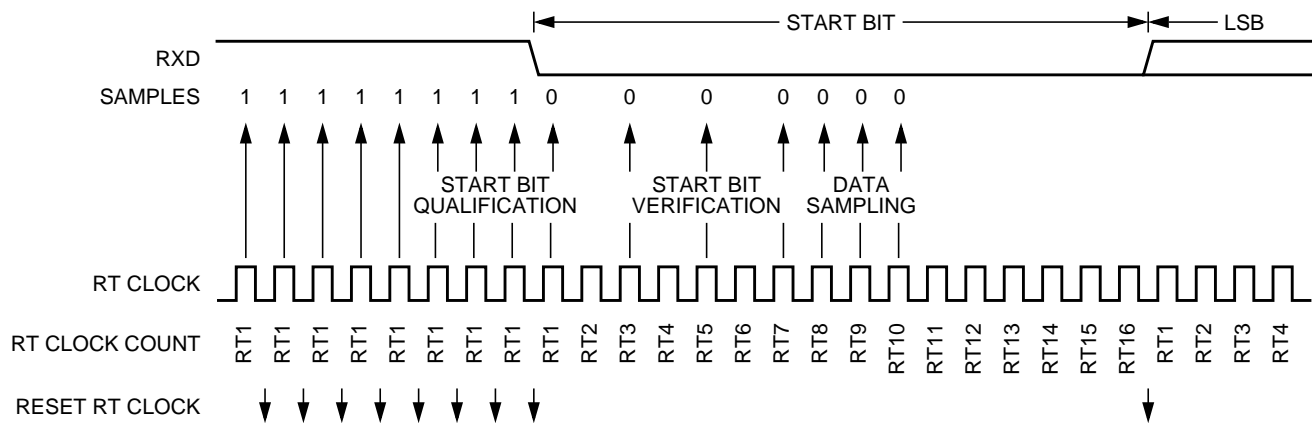 START BIT LSB
RXD
SAMPLES 1 1 1 1 1 1 1 1 0 0 0 0 0 0 0
START BIT QUALIFICATION
START BIT VERIFICATION
DATA SAMPLING
RT CLOCK
RT CLOCK COUNT RT1 RT1 RT1 RT1 RT1 RT1 RT1 RT1 RT1 RT2 RT3 RT4 RT5 RT6 RT7 RT8 RT9 RT10 RT11 RT12 RT13 RT14 RT15 RT16 RT1 RT2 RT3 RT4
RESET RT CLOCK